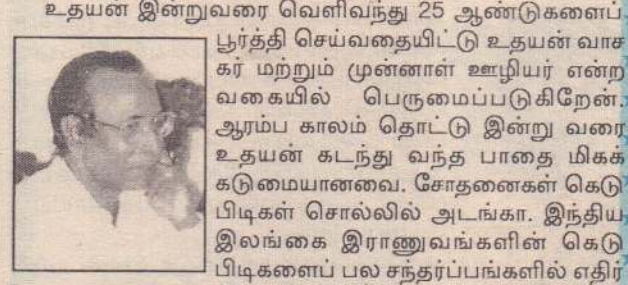 உதயன் இன்றுவரை வெளிவந்து 25 ஆண்டுகளைப்
பூர்த்தி செய்வதையிட்டு உதயன் வாச
கர் மற்றும் முன்னாள் ஊழியர் என்ற
வகையில் பெருமைப்படுகிறேன்.
ஆரம்ப காலம் தொட்டு இன்று வரை
உதயன் கடந்து வந்த பாதை மிகக்
கடுமையானவை. சோதனைகள் கெடு
பிடிகள் சொல்லில் அடங்கா. இந்திய
இலங்கை இராணுவங்களின் கெடு
பிடிகளைப் பல சந்தர்ப்பங்களில் எதிர்